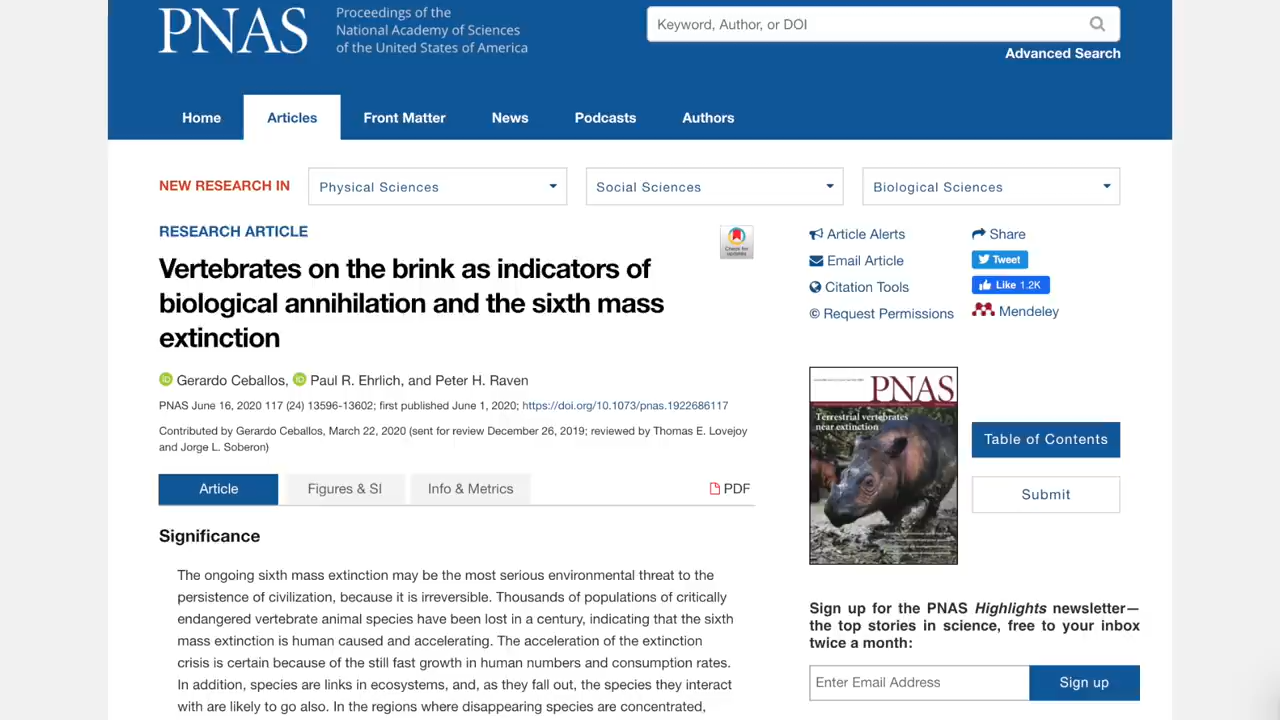 PNAS
Proceedings of the
National Academy of Sciences
of the United States of America
Keyword, Author, or DOI
Advanced Search
Home
Articles
Front Matter
News
Podcasts
Authors
NEW RESEARCH IN
Physical Sciences
Social Sciences
Biological Sciences
RESEARCH ARTICLE
Check for
updates
Vertebrates on the brink as indicators of
biological annihilation and the sixth mass
extinction
iD Gerardo Ceballos, iD Paul R. Ehrlich, and Peter H. Raven
PNAS June 16, 2020 117 (24) 13596-13602; first published June 1, 2020; https://doi.org/10.1073/pnas.1922686117
Contributed by Gerardo Ceballos, March 22, 2020 (sent for review December 26, 2019; reviewed by Thomas E. Lovejoy
and Jorge L. Soberon)
Article
Figures & SI
Info & Metrics
PDF
Significance
The ongoing sixth mass extinction may be the most serious environmental threat to the
persistence of civilization, because it is irreversible. Thousands of populations of critically
endangered vertebrate animal species have been lost in a century, indicating that the sixth
mass extinction is human caused and accelerating. The acceleration of the extinction
crisis is certain because of the still fast growth in human numbers and consumption rates.
In addition, species are links in ecosystems, and, as they fall out, the species they interact
with are likely to go also. In the regions where disappearing species are concentrated,
Article Alerts
Email Article
Citation Tools
© Request Permissions
Share
Tweet
Like 1.2K
Mendeley
PNAS
Terrestrial vertebrates
near extinction
Table of Contents
Submit
Sign up for the PNAS Highlights newsletter—
the top stories in science, free to your inbox
twice a month:
Enter Email Address
Sign up